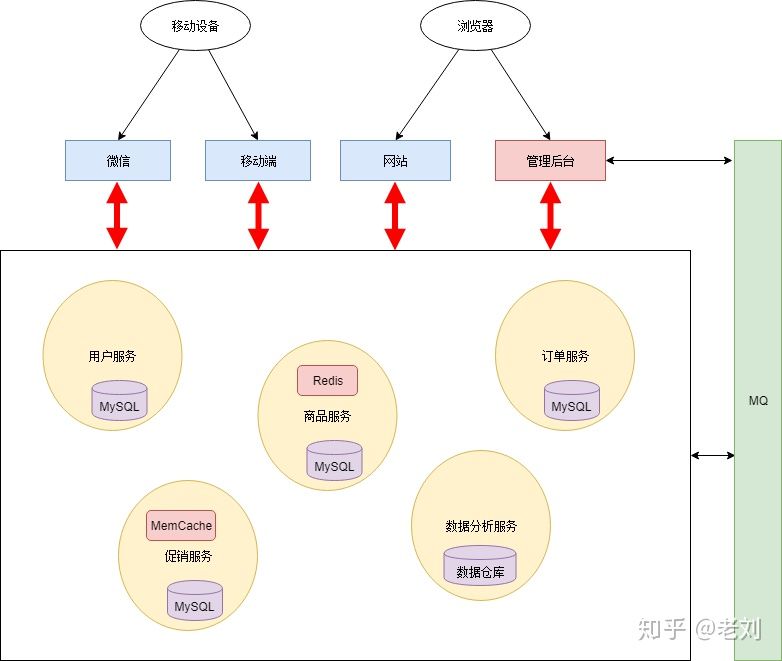 移动设备
浏览器
微信
移动端
网站
管理后台
用户服务
MySQL
Redis
商品服务
MySQL
订单服务
MySQL
MQ
MemCache
促销服务
MySQL
数据分析服务
数据仓库
知乎 @老刘